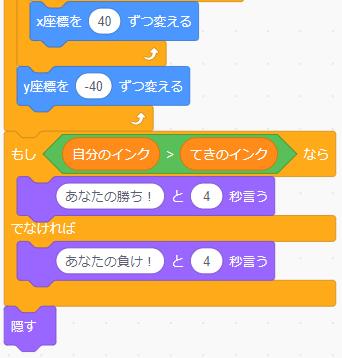 x座標を 40 ずつ変える
y座標を -40 ずつ変える
もし 自分のインク > てきのインク なら
あなたの勝ち！ と 4 秒言う
でなければ
あなたの負け！ と 4 秒言う
隠す